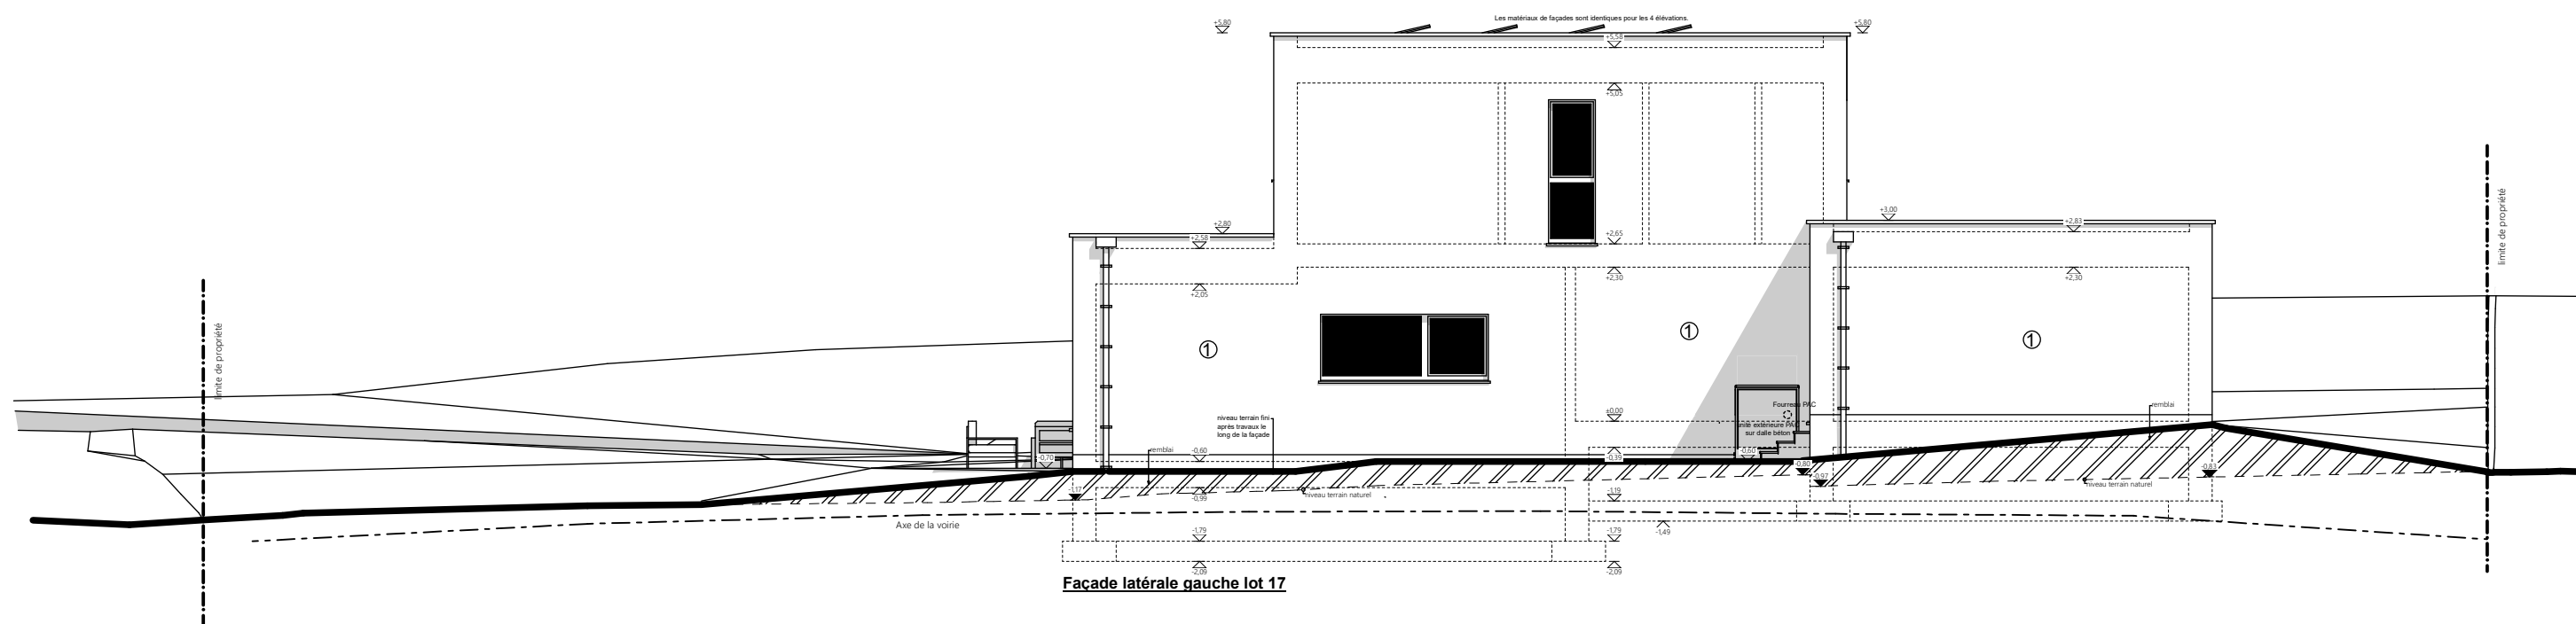 Les matériaux de façades sont identiques pour les 4 élévations.
+5,80
+5,80
+5,58
+5,05
+3,00
+2,83
+2,80
+2,58
+2,65
+2,30
+2,30
+2,05
limite de propriété
limite de propriété
1
1
1
Fourreau PAC
unité extérieure PAC
sur dalle béton
±0,00
niveau terrain fini
après travaux le
long de la façade
remblai
remblai
-0,60
-0,70
-0,39
-0,60
-0,80
-0,97
-0,83
-1,17
-0,99
-1,19
niveau terrain naturel
niveau terrain naturel
Axe de la voirie
-1,79
-1,79
-1,49
-2,09
-2,09
Façade latérale gauche lot 17